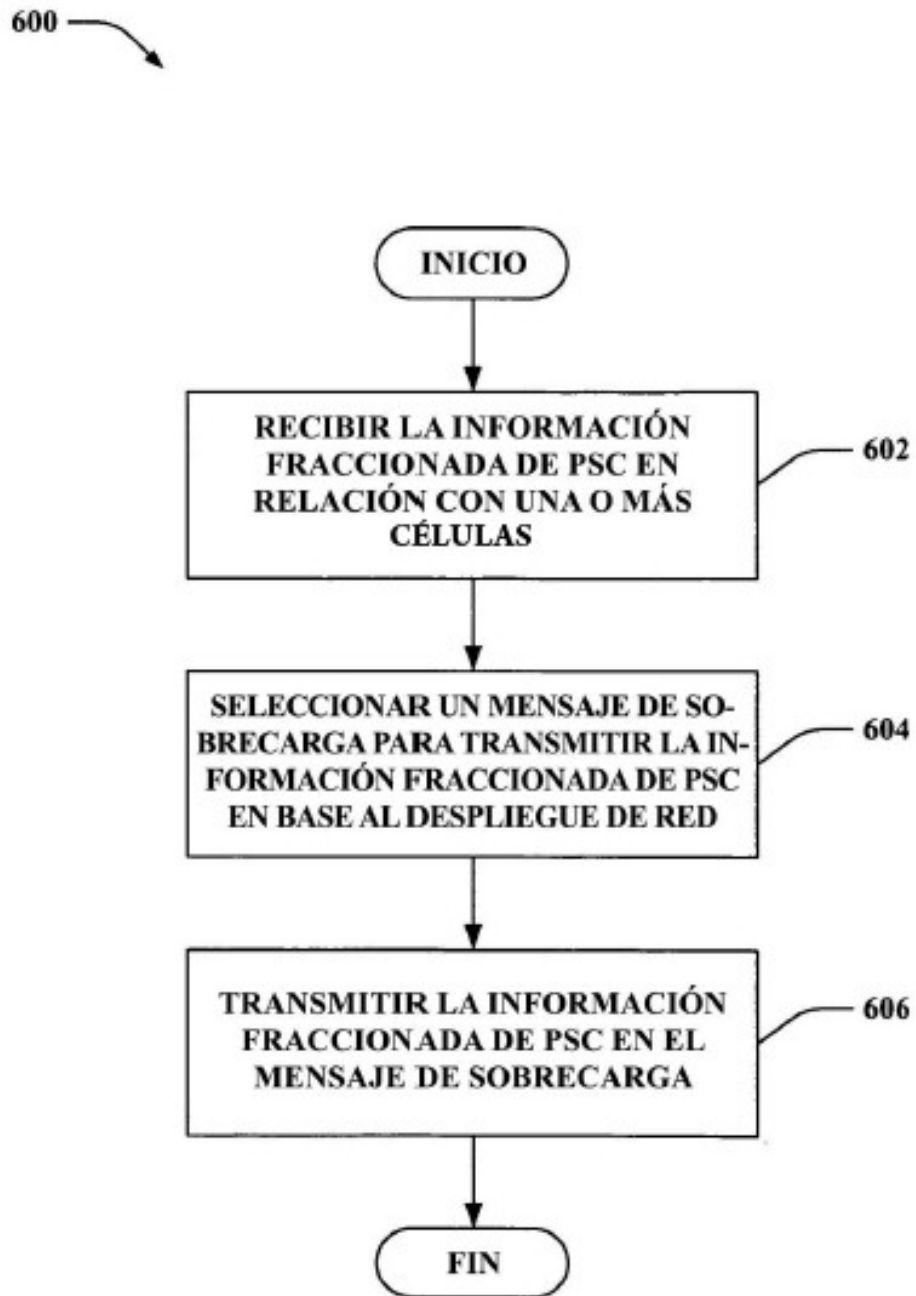 600
INICIO
RECIBIR LA INFORMACIÓN
FRACCIONADA DE PSC EN
RELACIÓN CON UNA O MÁS
CÉLULAS
602
SELECCIONAR UN MENSAJE DE SO-
BRECARGA PARA TRANSMITIR LA IN-
FORMACIÓN FRACCIONADA DE PSC
EN BASE AL DESPLIEGUE DE RED
604
TRANSMITIR LA INFORMACIÓN
FRACCIONADA DE PSC EN EL
MENSAJE DE SOBRECARGA
606
FIN